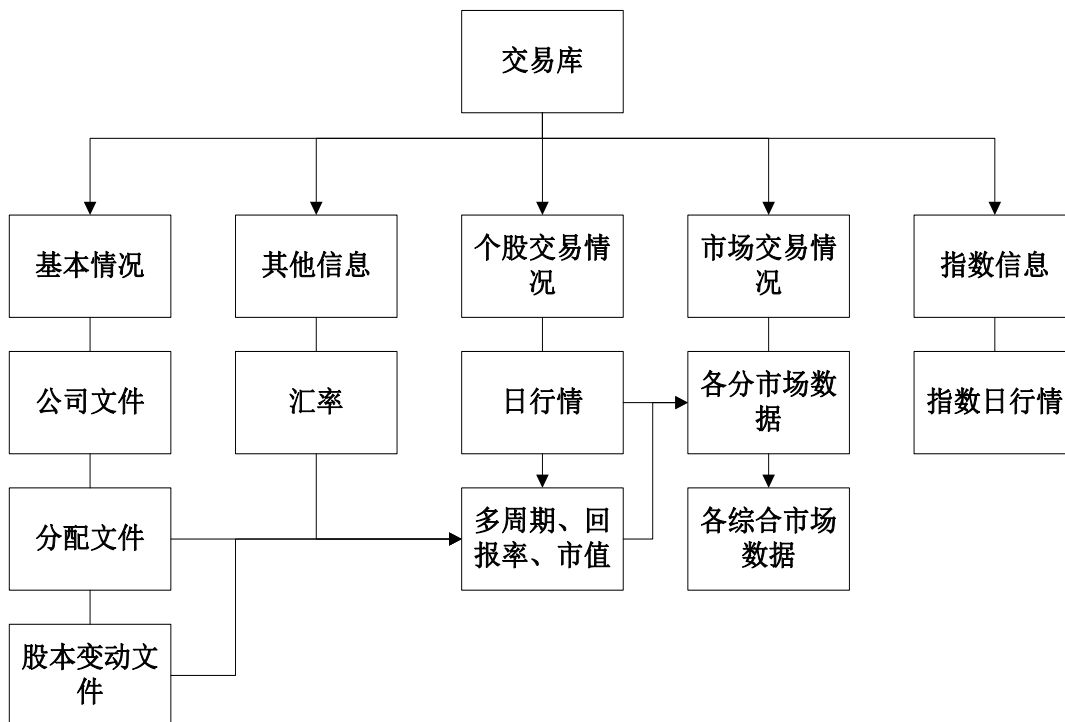 交易库
基本情况
其他信息
个股交易情
况
市场交易情
况
指数信息
公司文件
汇率
日行情
各分市场数
据
指数日行情
分配文件
多周期、回
报率、市值
各综合市场
数据
股本变动文
件